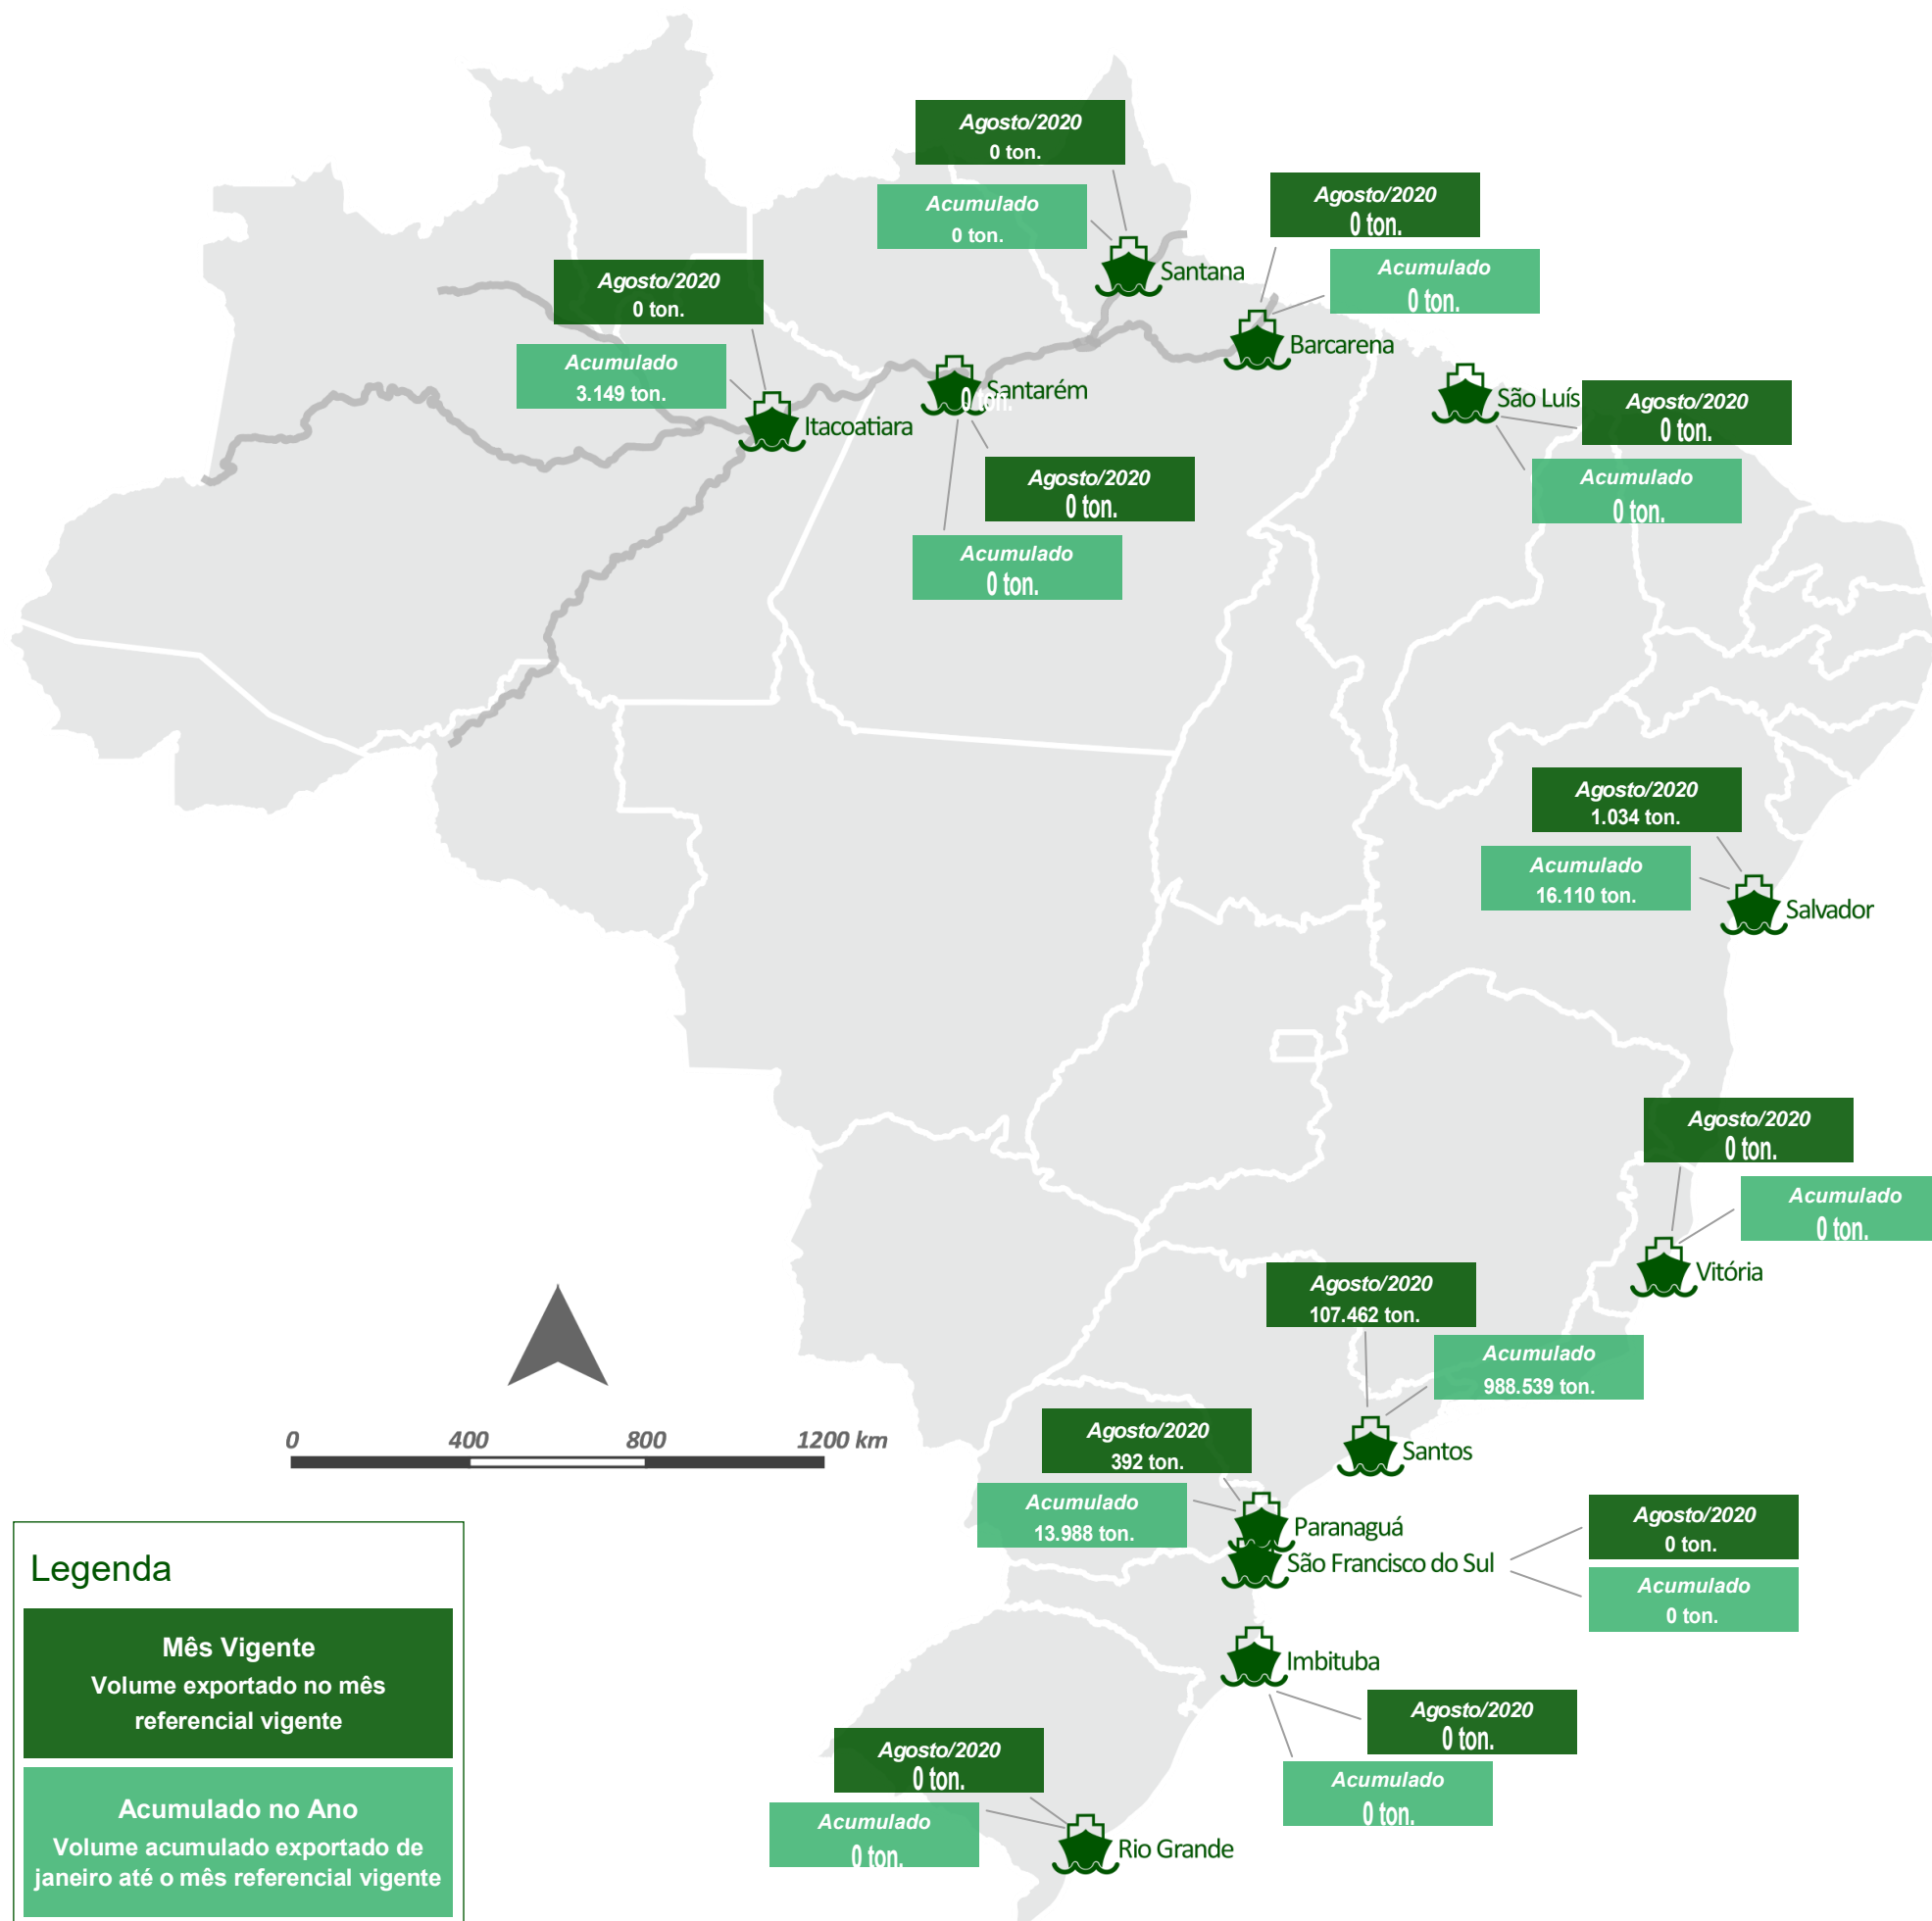 Agosto/2020
0 ton.
Acumulado
0 ton.
Santana
Agosto/2020
0 ton.
Acumulado
0 ton.
Barcarena
Agosto/2020
0 ton.
Acumulado
3.149 ton.
Itacoatiara
Santarém
0 ton.
Agosto/2020
0 ton.
Acumulado
0 ton.
São Luís
Agosto/2020
0 ton.
Acumulado
0 ton.
Agosto/2020
1.034 ton.
Acumulado
16.110 ton.
Salvador
Agosto/2020
0 ton.
Acumulado
0 ton.
Vitória
Agosto/2020
107.462 ton.
Acumulado
988.539 ton.
Santos
Agosto/2020
392 ton.
Acumulado
13.988 ton.
Paranaguá
São Francisco do Sul
Agosto/2020
0 ton.
Acumulado
0 ton.
Imbituba
Agosto/2020
0 ton.
Acumulado
0 ton.
Agosto/2020
0 ton.
Acumulado
0 ton.
Rio Grande
0 400 800 1200 km
Legenda
Mês Vigente
Volume exportado no mês
referencial vigente
Acumulado no Ano
Volume acumulado exportado de
janeiro até o mês referencial vigente